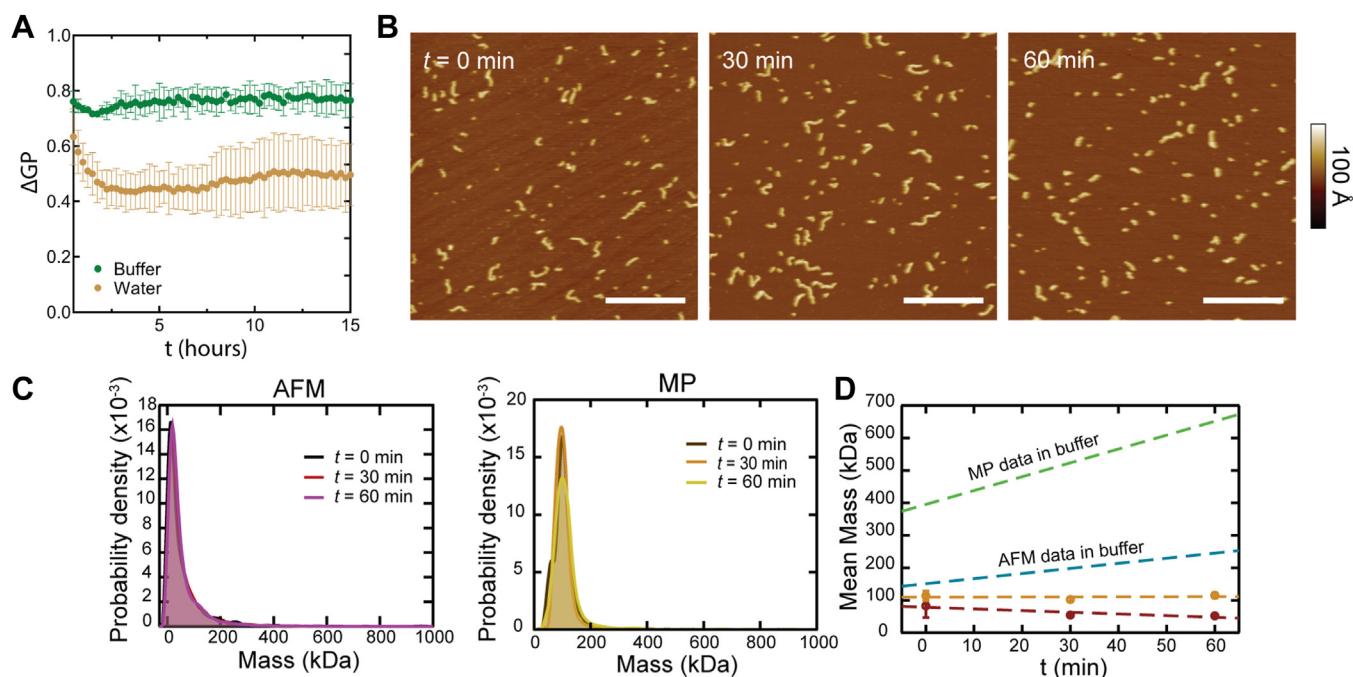 A
ΔGP
1.0
0.8
0.6
0.4
0.2
0.0
Buffer
Water
5
10
15
t (hours)
B
t = 0 min
30 min
60 min
100 Å
C
AFM
Probability density (x10⁻³)
18
16
14
12
10
8
6
4
2
0
t = 0 min
t = 30 min
t = 60 min
0
200
400
600
800
1000
Mass (kDa)
MP
Probability density (x10⁻³)
20
15
10
5
0
t = 0 min
t = 30 min
t = 60 min
0
200
400
600
800
1000
Mass (kDa)
D
Mean Mass (kDa)
700
600
500
400
300
200
100
0
MP data in buffer
AFM data in buffer
0
10
20
30
40
50
60
t (min)